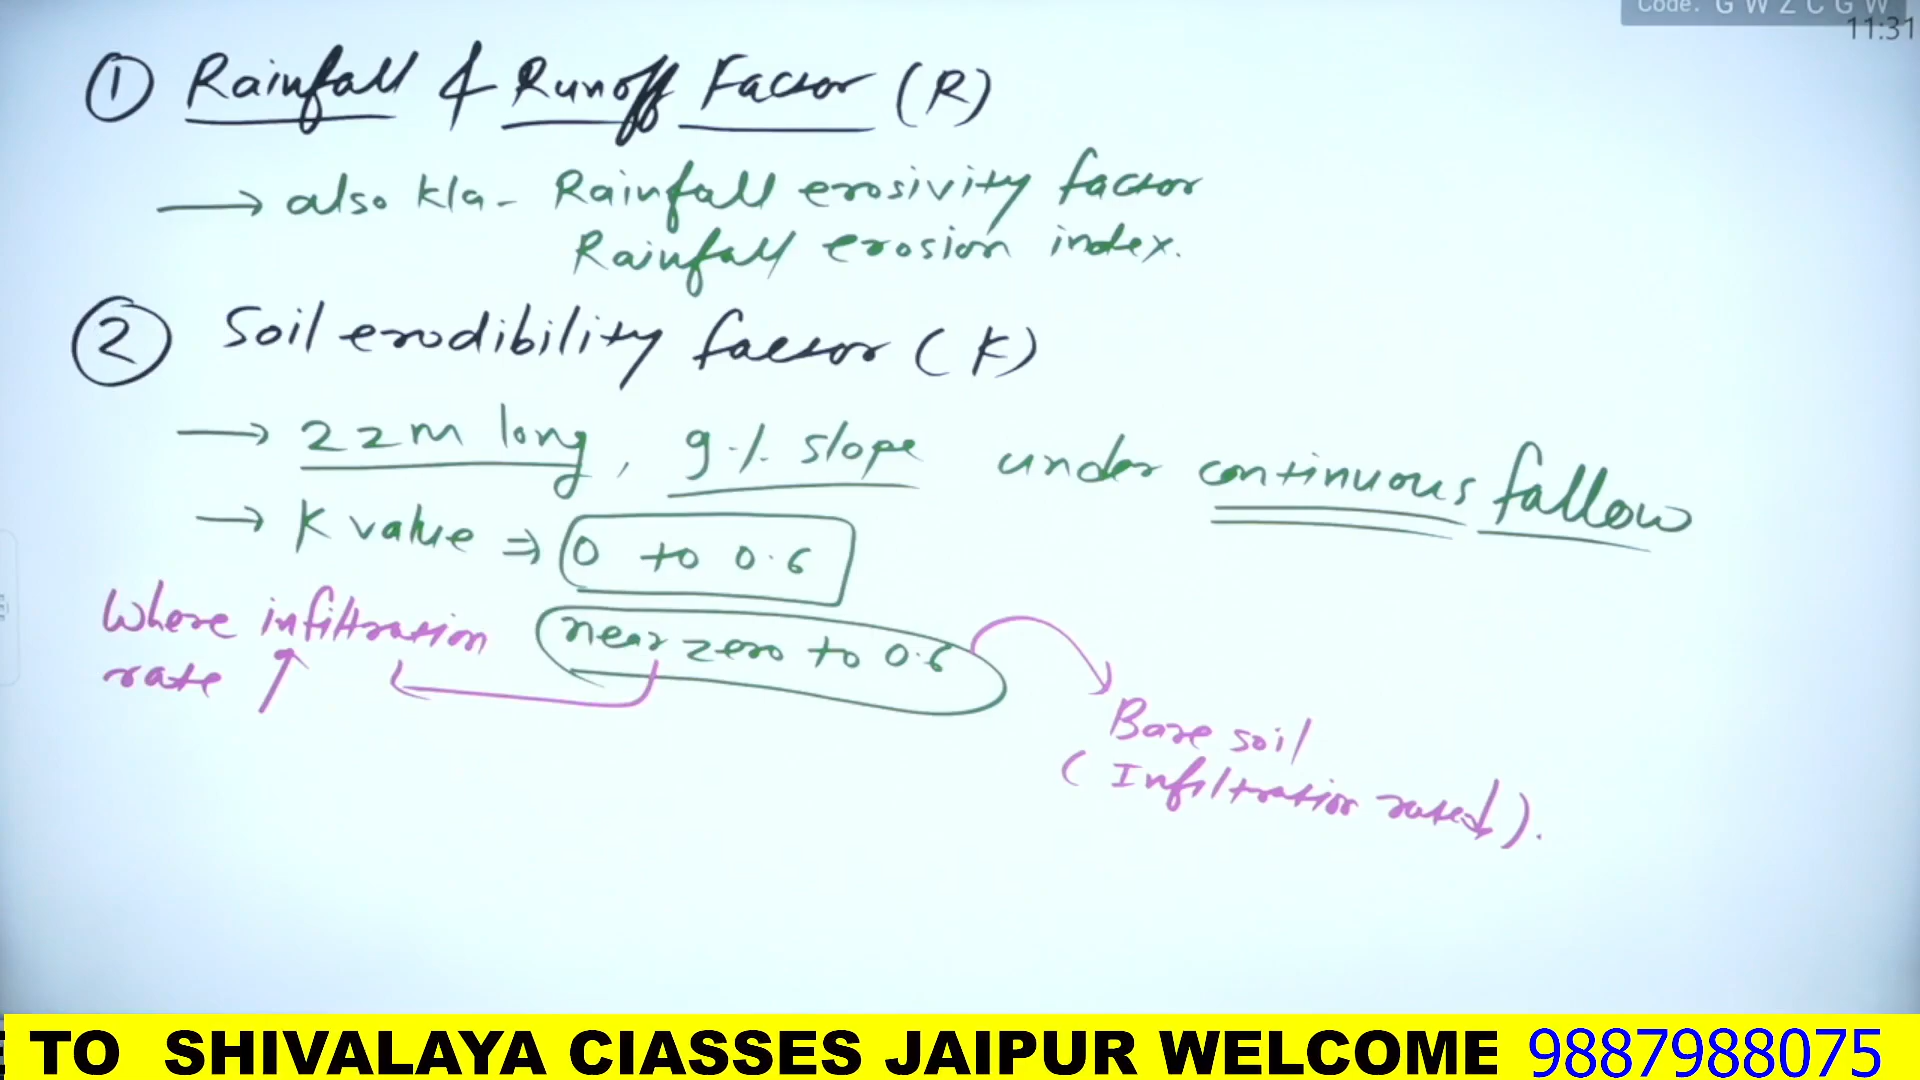 Code: G W Z C G W
11:31
① Rainfall & Runoff Factor (R)
→ also k/a - Rainfall erosivity factor
Rainfall erosion index.
② Soil erodibility factor (K)
→ 22m long, 9% slope under continuous fallow
→ K value ⇒ 0 to 0.6
near zero to 0.6
Where infiltration
rate ↑
Bare soil
(Infiltration rate↓).
TO SHIVALAYA ClASSES JAIPUR WELCOME 9887988075